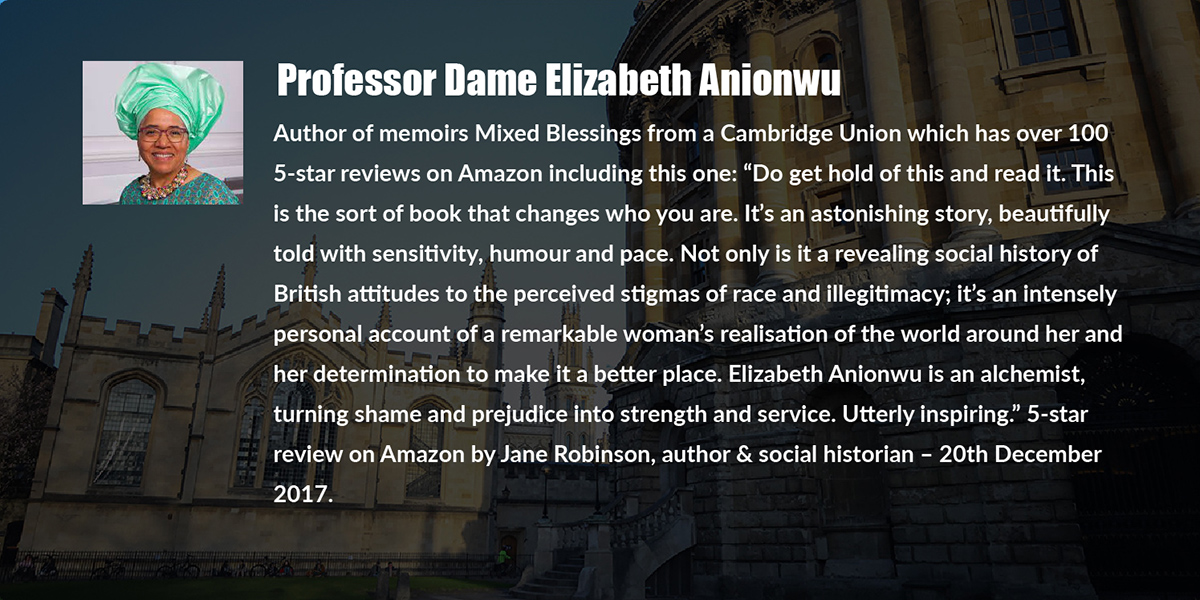 Professor Dame Elizabeth Anionwu
Author of memoirs Mixed Blessings from a Cambridge Union which has over 100
5-star reviews on Amazon including this one: “Do get hold of this and read it. This
is the sort of book that changes who you are. It’s an astonishing story, beautifully
told with sensitivity, humour and pace. Not only is it a revealing social history of
British attitudes to the perceived stigmas of race and illegitimacy; it’s an intensely
personal account of a remarkable woman’s realisation of the world around her and
her determination to make it a better place. Elizabeth Anionwu is an alchemist,
turning shame and prejudice into strength and service. Utterly inspiring.” 5-star
review on Amazon by Jane Robinson, author & social historian – 20th December
2017.